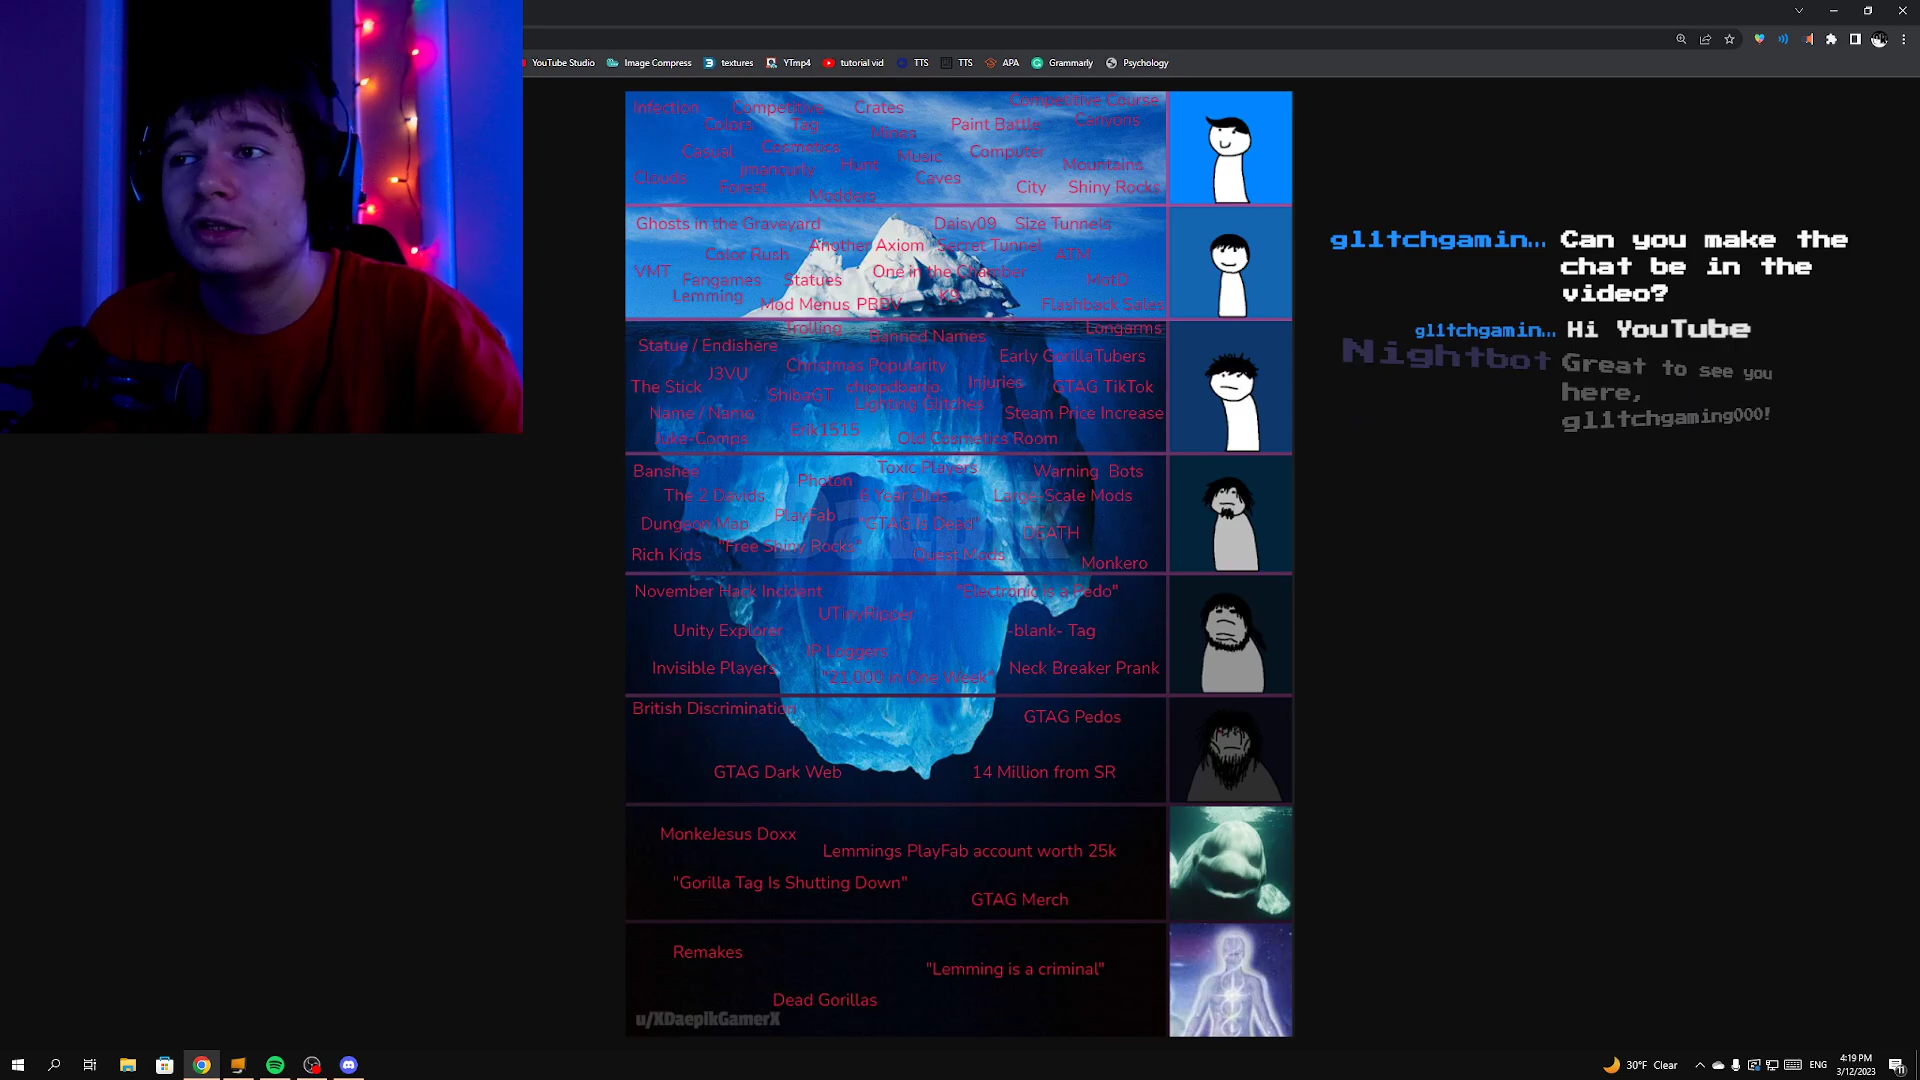 YouTube Studio Image Compress textures YTmp4 tutorial vid TTS TTS APA Grammarly Psychology
Infection Competitive Crates Competitive Course
Colors Tag Mines Paint Battle Canyons
Casual Cosmetics Music Computer
Clouds jmancurly Hunt Caves Mountains
Forest Modders City Shiny Rocks
Ghosts in the Graveyard Daisy09 Size Tunnels
Color Rush Another Axiom Secret Tunnel ATM
VMT Fangames Statues One in the Chamber MotD
Lemming Mod Menus PBBV K9 Flashback Sales
Trolling Banned Names Longarms
Statue / Endishere Christmas Popularity Early GorillaTubers
The Stick J3VU ShibaGT chippdbanjo Injuries GTAG TikTok
Name / Namo Lighting Glitches Steam Price Increase
Juke-Comps Erik1515 Old Cosmetics Room
Banshee Photon Toxic Players Warning Bots
The 2 Davids 6 Year Olds Large-Scale Mods
Dungeon Map PlayFab "GTAG Is Dead" DEATH
Rich Kids "Free Shiny Rocks" Quest Mods Monkero
November Hack Incident UTinyRipper "Electronic is a Pedo"
Unity Explorer IP Loggers -blank- Tag
Invisible Players "21,000 in One Week" Neck Breaker Prank
British Discrimination GTAG Pedos
GTAG Dark Web 14 Million from SR
MonkeJesus Doxx
Lemmings PlayFab account worth 25k
"Gorilla Tag Is Shutting Down"
GTAG Merch
Remakes
"Lemming is a criminal"
Dead Gorillas
u/XDaepikGamerX
gl1tchgamin... Can you make the
chat be in the
video?
gl1tchgamin... Hi YouTube
Nightbot Great to see you
here,
gl1tchgaming000!
30°F Clear ENG 4:19 PM
3/12/2023